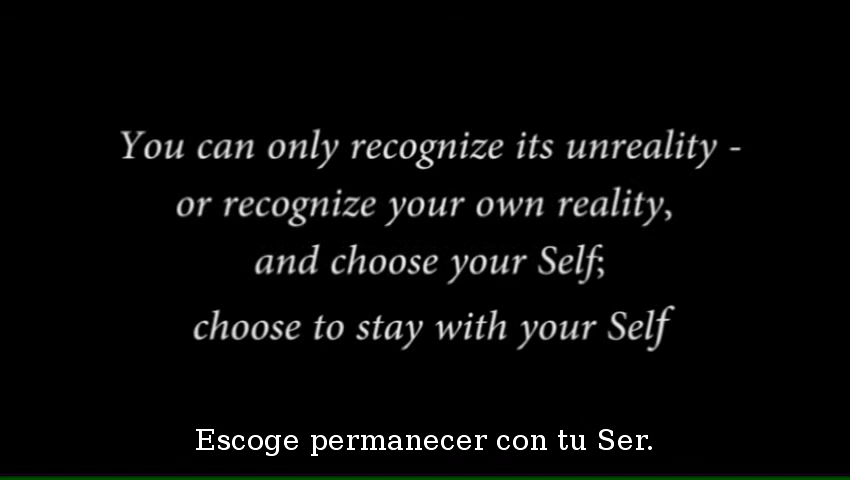 You can only recognize its unreality -
or recognize your own reality,
and choose your Self;
choose to stay with your Self
Escoge permanecer con tu Ser.